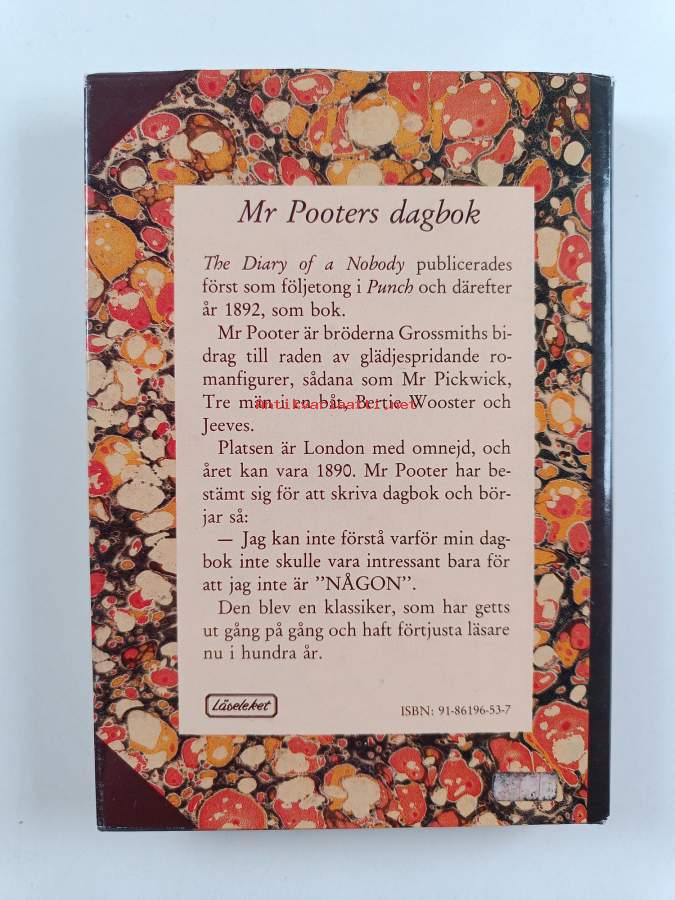 Mr Pooters dagbok
The Diary of a Nobody publicerades
först som följetong i Punch och därefter
år 1892, som bok.
Mr Pooter är bröderna Grossmiths bi-
drag till raden av glädjespridande ro-
manfigurer, sådana som Mr Pickwick,
Tre män i en båt, Bertie Wooster och
Antikvariaatti.net
Jeeves.
Platsen är London med omnejd, och
året kan vara 1890. Mr Pooter har be-
stämt sig för att skriva dagbok och bör-
jar så:
— Jag kan inte förstå varför min dag-
bok inte skulle vara intressant bara för
att jag inte är ”NÅGON”.
Den blev en klassiker, som har getts
ut gång på gång och haft förtjusta läsare
nu i hundra år.
Läseleket
ISBN: 91-86196-53-7